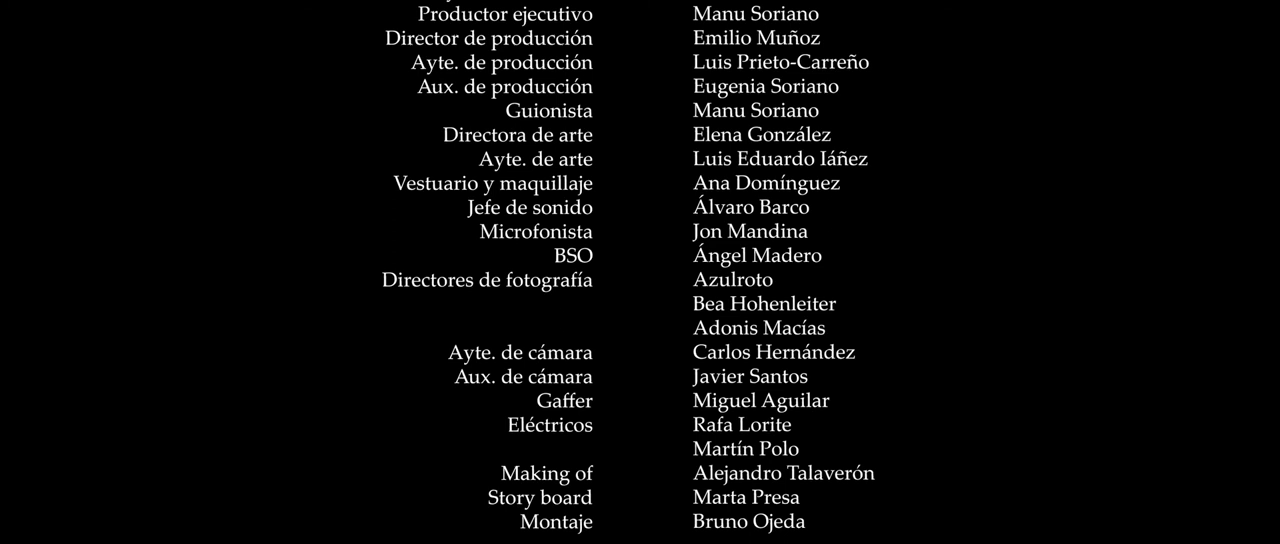 Productor ejecutivo Manu Soriano
Director de producción Emilio Muñoz
Ayte. de producción Luis Prieto-Carreño
Aux. de producción Eugenia Soriano
Guionista Manu Soriano
Directora de arte Elena González
Ayte. de arte Luis Eduardo Iáñez
Vestuario y maquillaje Ana Domínguez
Jefe de sonido Álvaro Barco
Microfonista Jon Mandina
BSO Ángel Madero
Directores de fotografía Azulroto
Bea Hohenleiter
Adonis Macías
Ayte. de cámara Carlos Hernández
Aux. de cámara Javier Santos
Gaffer Miguel Aguilar
Eléctricos Rafa Lorite
Martín Polo
Making of Alejandro Talaverón
Story board Marta Presa
Montaje Bruno Ojeda